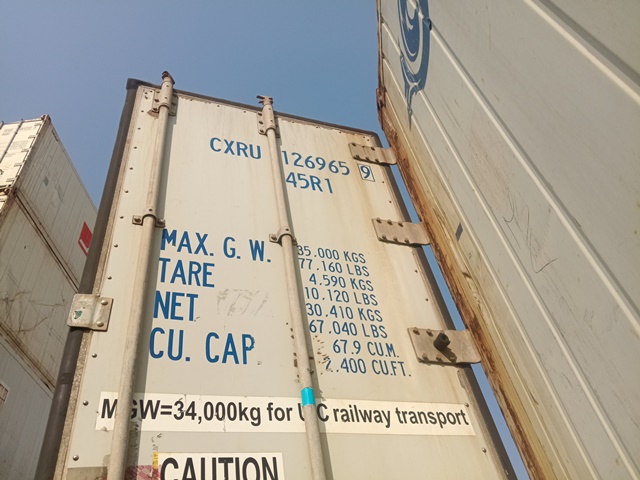 CXRU 126965 9
45R1
MAX. G. W. 35.000 KGS
77.160 LBS
TARE 4.590 KGS
10.120 LBS
NET 30.410 KGS
67.040 LBS
CU. CAP 67.9 CU.M.
2.400 CU.FT.
MGW=34,000kg for UIC railway transport
CAUTION